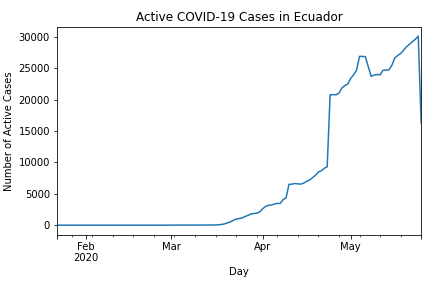 Active COVID-19 Cases in Ecuador
Number of Active Cases
30000
25000
20000
15000
10000
5000
0
Feb
2020
Mar
Apr
May
Day